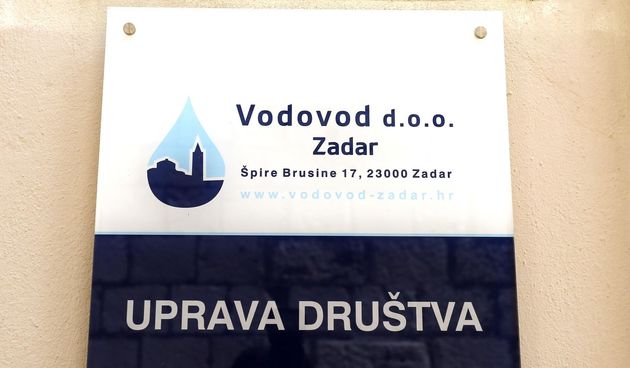 Vodovod d.o.o.
Zadar
Špire Brusine 17, 23000 Zadar
www.vodovod-zadar.hr
UPRAVA DRUŠTVA